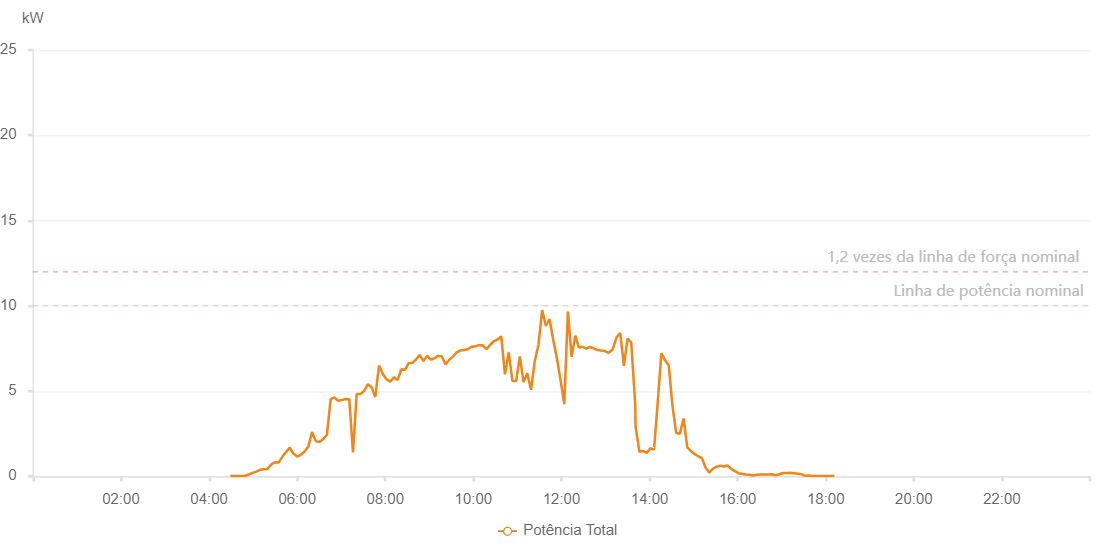 kW
25
20
15
1,2 vezes da linha de força nominal
Linha de potência nominal
10
5
0
02:00 04:00 06:00 08:00 10:00 12:00 14:00 16:00 18:00 20:00 22:00
Potência Total